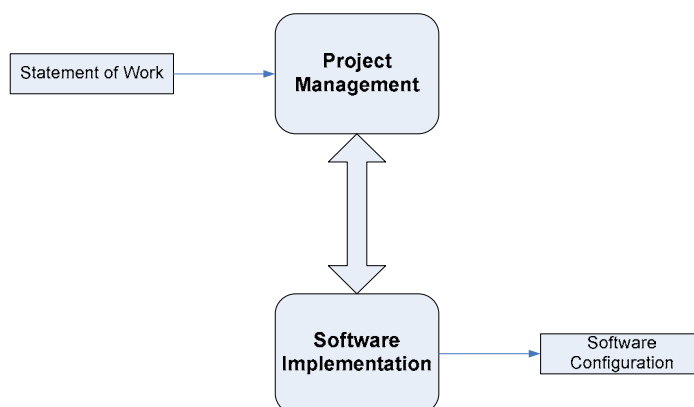 Project
Management
Statement of Work
Software
Implementation
Software
Configuration